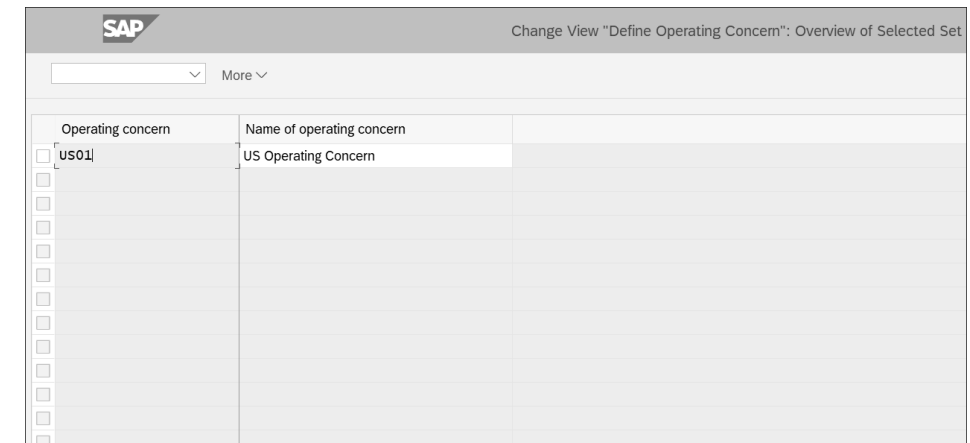 SAP
Change View "Define Operating Concern": Overview of Selected Set
More
Operating concern Name of operating concern
US01 US Operating Concern